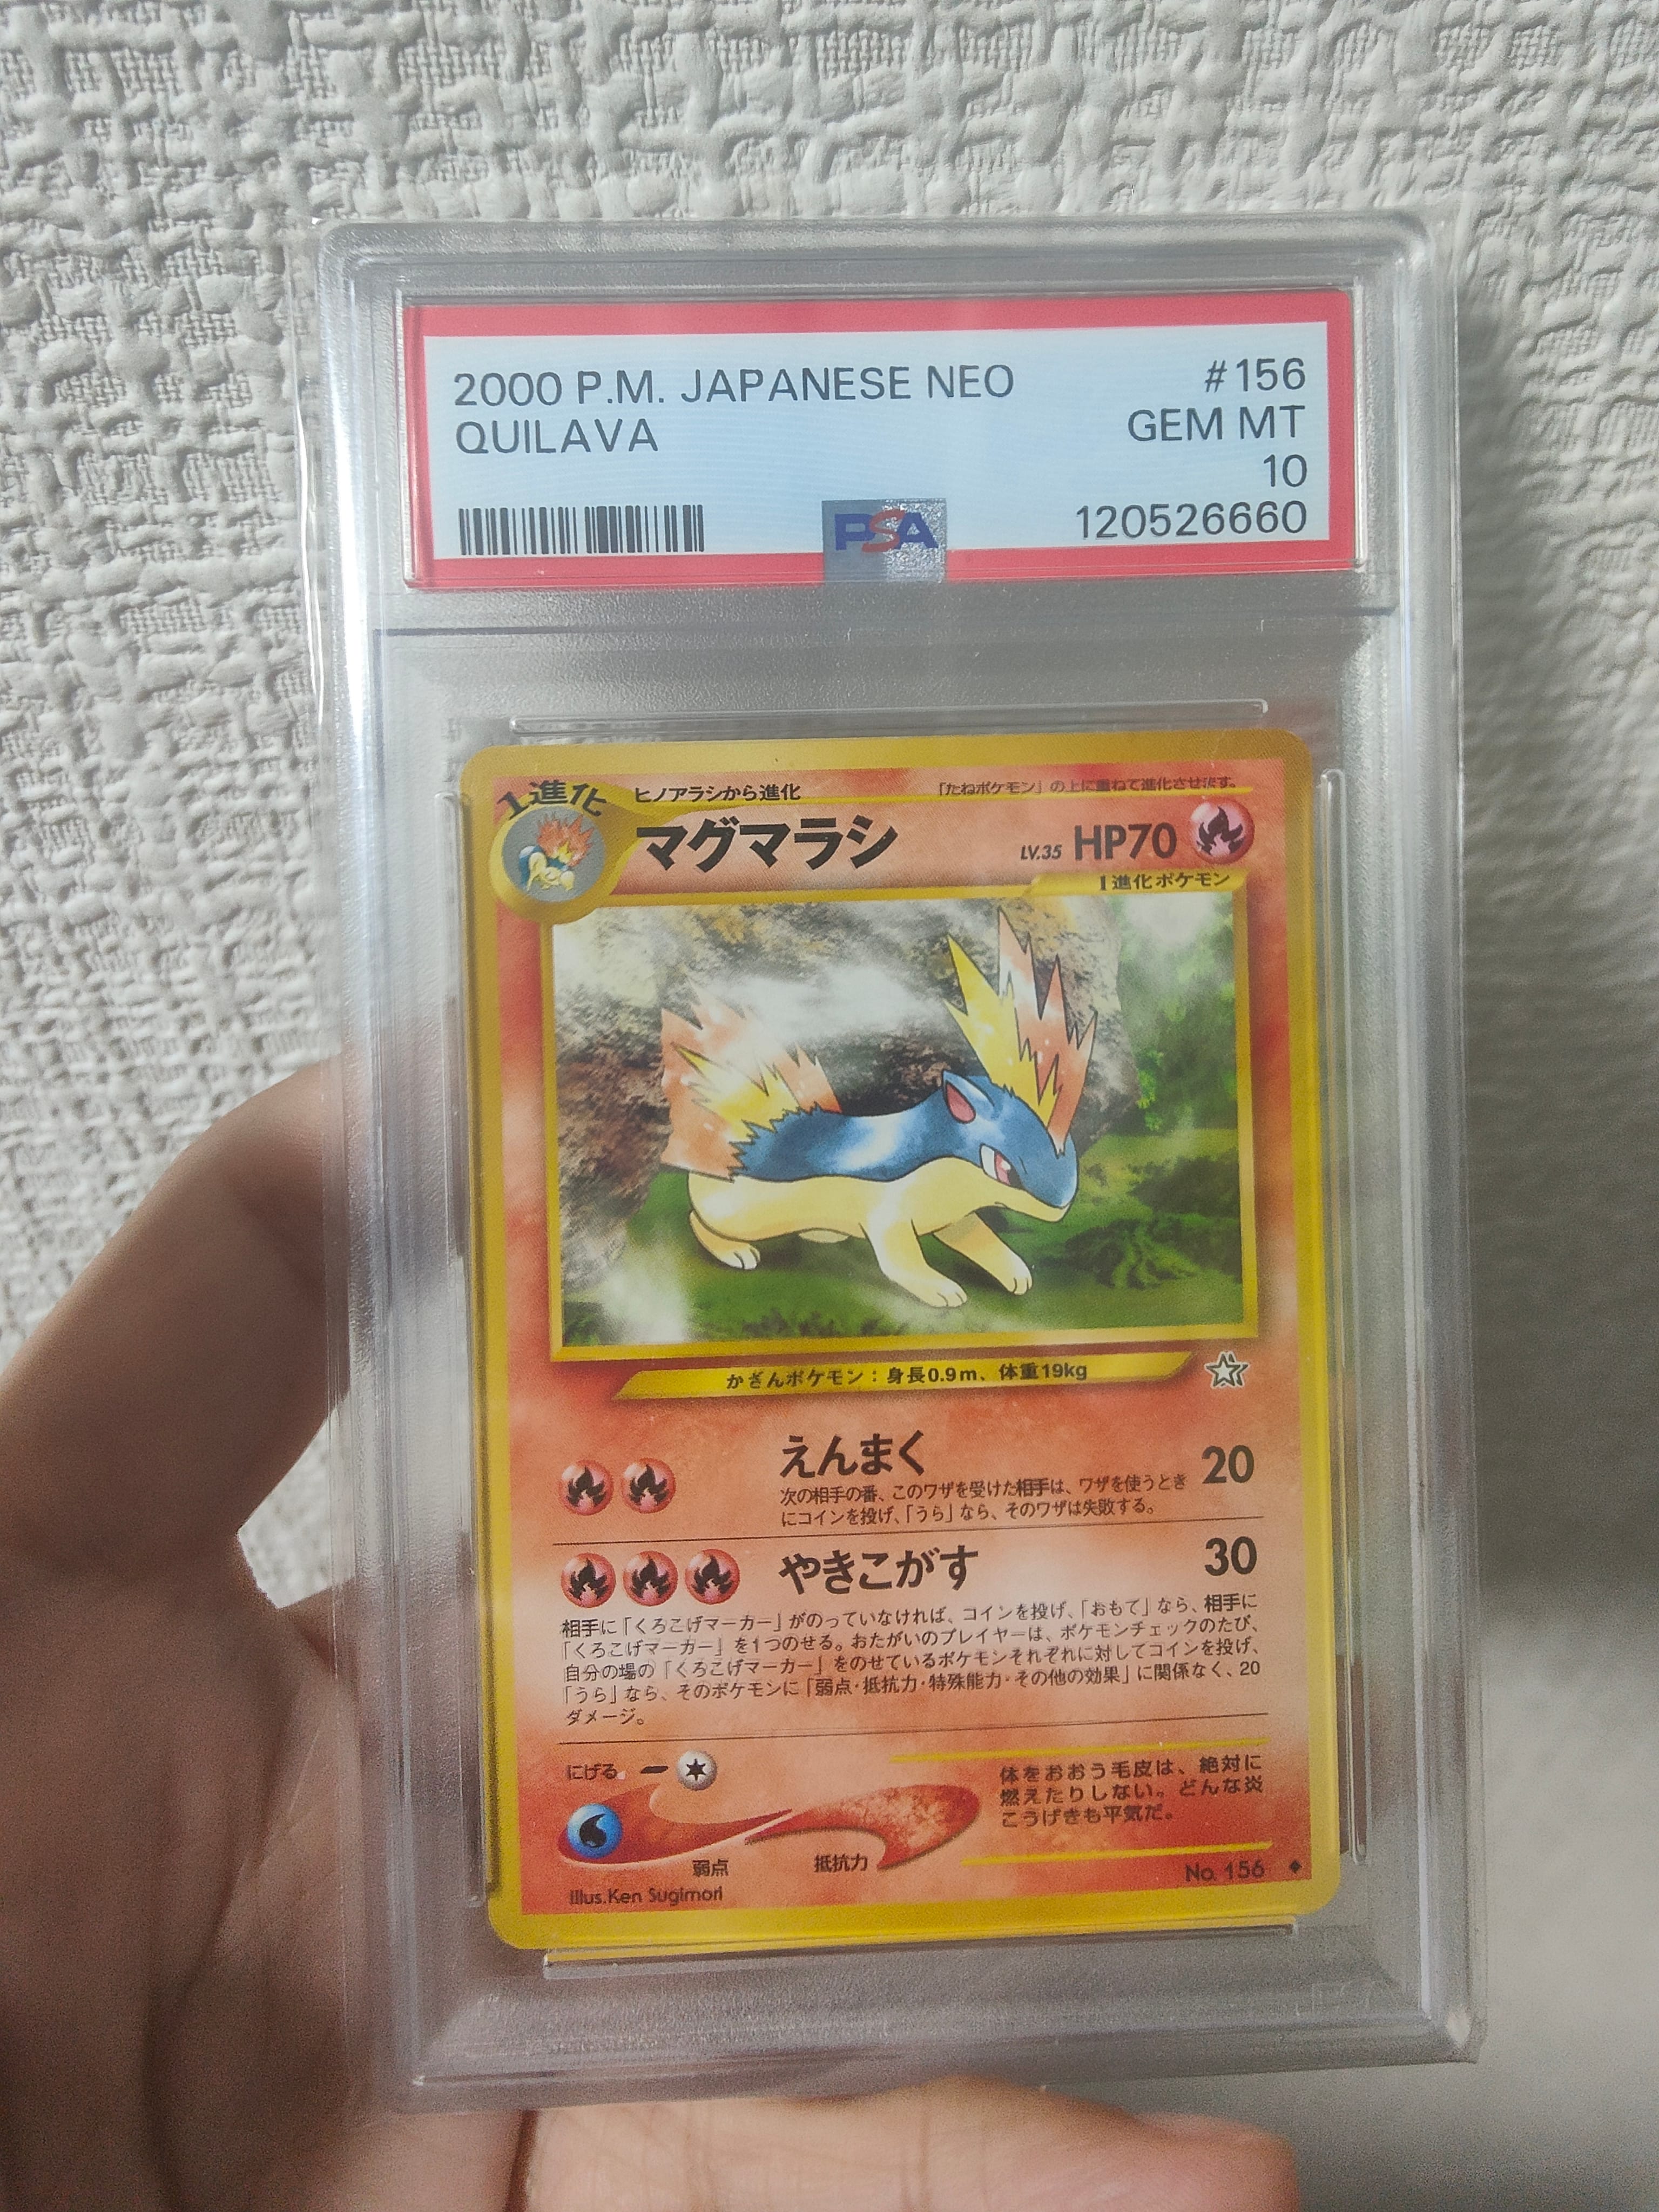 2000 P.M. JAPANESE NEO #156
QUILAVA GEM MT
10
PSA 120526660
1進化
ヒノアラシから進化
「たねポケモン」の上に重ねて進化させます。
マグマラシ LV.35 HP70
1進化ポケモン
かざんポケモン：身長0.9m、体重19kg
えんまく 20
次の相手の番、このワザを受けた相手は、ワザを使うとき
にコインを投げ、「うら」なら、そのワザは失敗する。
やきこがす 30
相手に「くろこげマーカー」がのっていなければ、コインを投げ、「おもて」なら、相手に
「くろこげマーカー」を1つのせる。おたがいのプレイヤーは、ポケモンチェックのたび、
自分の場の「くろこげマーカー」をのせているポケモンそれぞれに対してコインを投げ、
「うら」なら、そのポケモンに「弱点・抵抗力・特殊能力・その他の効果」に関係なく、20
ダメージ。
にげる
体をおおう毛皮は、絶対に
燃えたりしない。どんな炎
こうげきも平気だ。
弱点 抵抗力
No. 156
illus.Ken Sugimori